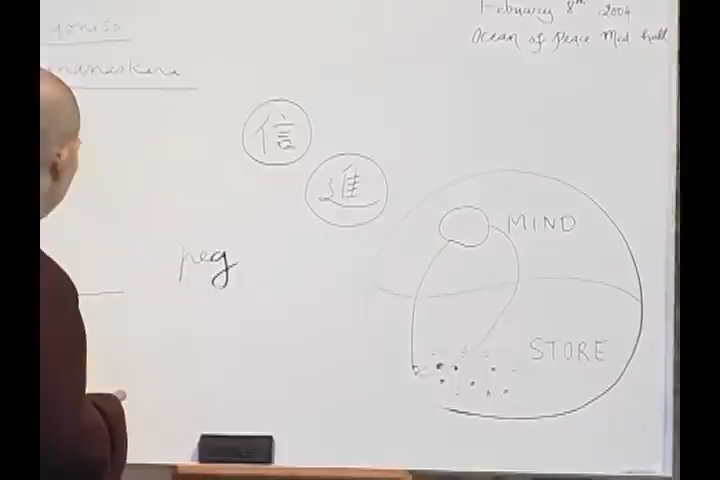 February 8th 2004
Ocean of Peace Med hall
信
進
MIND
peg
STORE